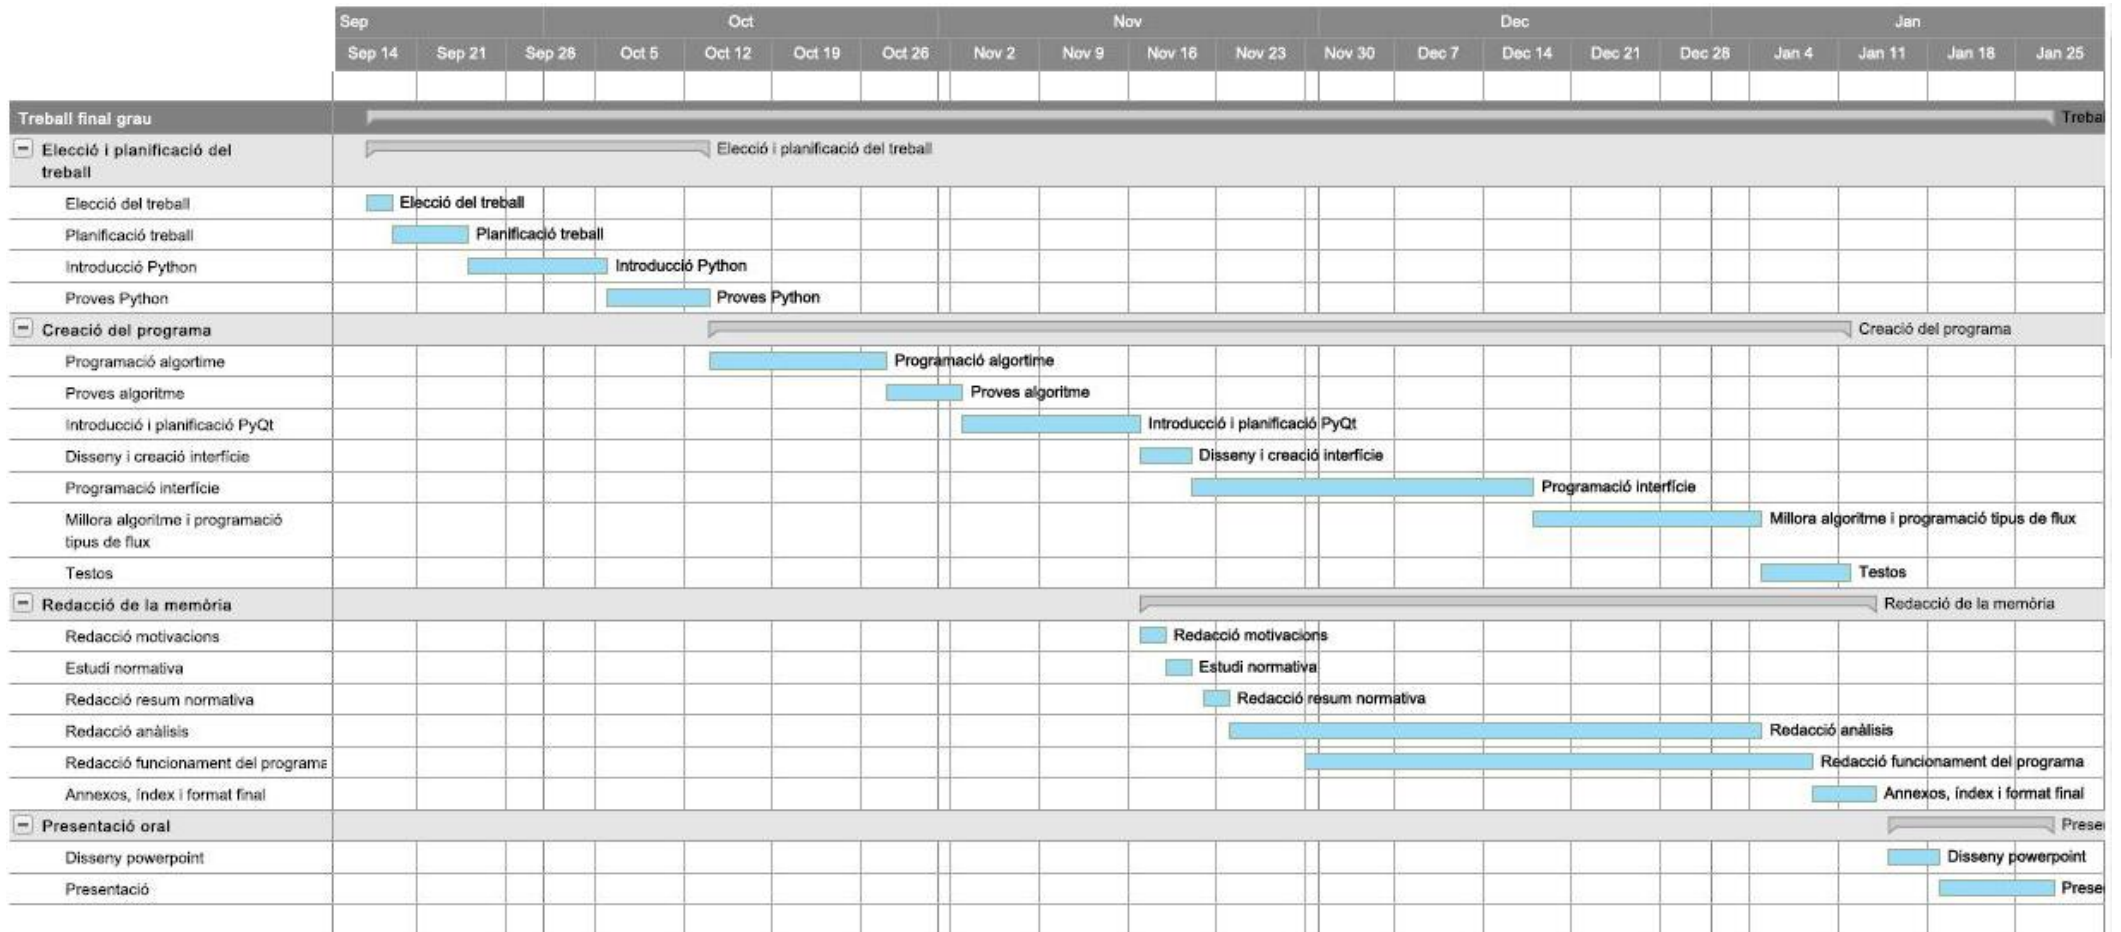 Sep Oct Nov Dec Jan
Sep 14 Sep 21 Sep 28 Oct 5 Oct 12 Oct 19 Oct 26 Nov 2 Nov 9 Nov 16 Nov 23 Nov 30 Dec 7 Dec 14 Dec 21 Dec 28 Jan 4 Jan 11 Jan 18 Jan 25
Treball final grau Trebal
Elecció i planificació del Elecció i planificació del treball
treball
Elecció del treball Elecció del treball
Planificació treball Planificació treball
Introducció Python Introducció Python
Proves Python Proves Python
Creació del programa Creació del programa
Programació algortime Programació algortime
Proves algoritme Proves algoritme
Introducció i planificació PyQt Introducció i planificació PyQt
Disseny i creació interfície Disseny i creació interfície
Programació interfície Programació interfície
Millora algoritme i programació Millora algoritme i programació tipus de flux
tipus de flux
Testos Testos
Redacció de la memòria Redacció de la memòria
Redacció motivacions Redacció motivacions
Estudi normativa Estudi normativa
Redacció resum normativa Redacció resum normativa
Redacció anàlisis Redacció anàlisis
Redacció funcionament del programa Redacció funcionament del programa
Annexos, índex i format final Annexos, índex i format final
Presentació oral Presen
Disseny powerpoint Disseny powerpoint
Presentació Prese